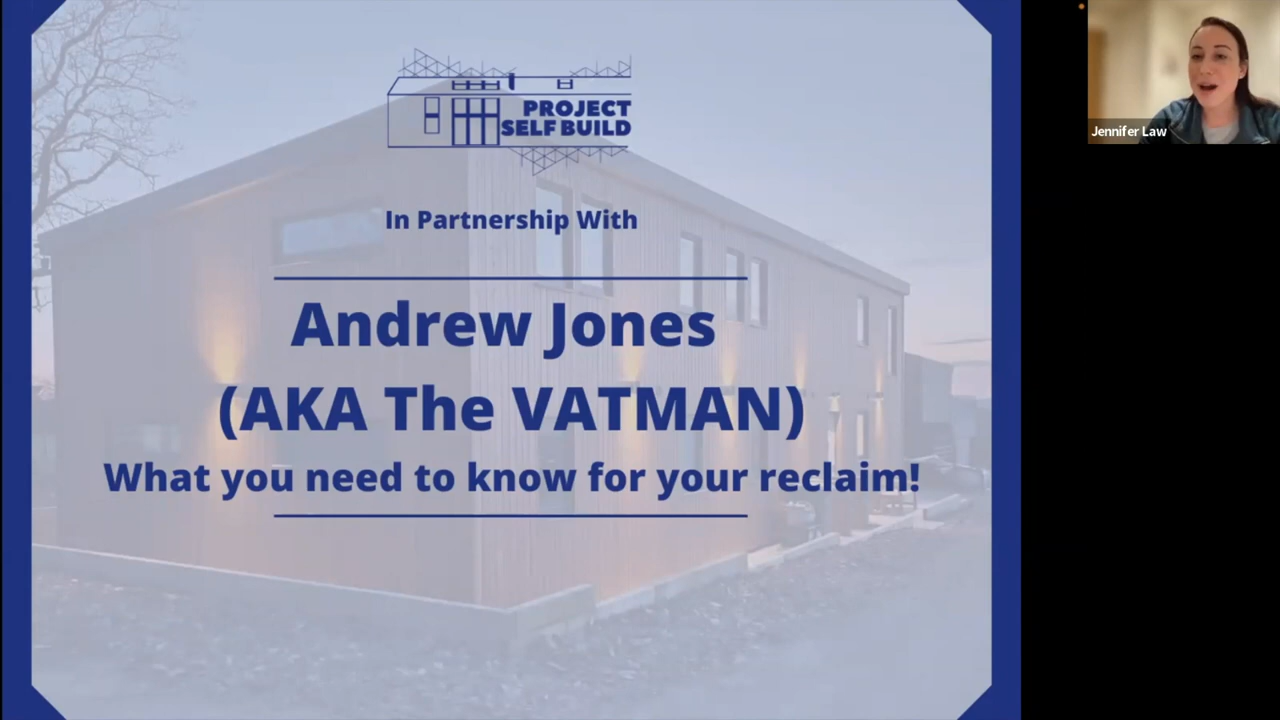 PROJECT
SELF BUILD
In Partnership With
Andrew Jones
(AKA The VATMAN)
What you need to know for your reclaim!
Jennifer Law